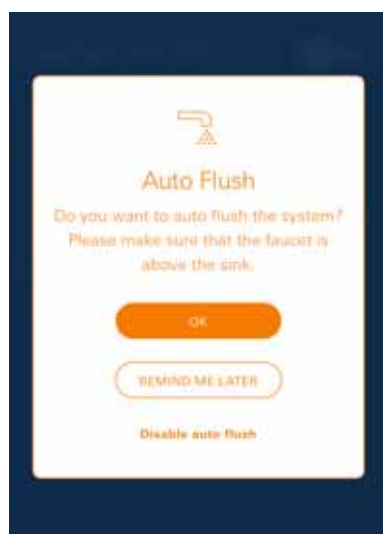 Auto Flush
Do you want to auto flush the system?
Please make sure that the faucet is
above the sink.
OK
REMIND ME LATER
Disable auto flush